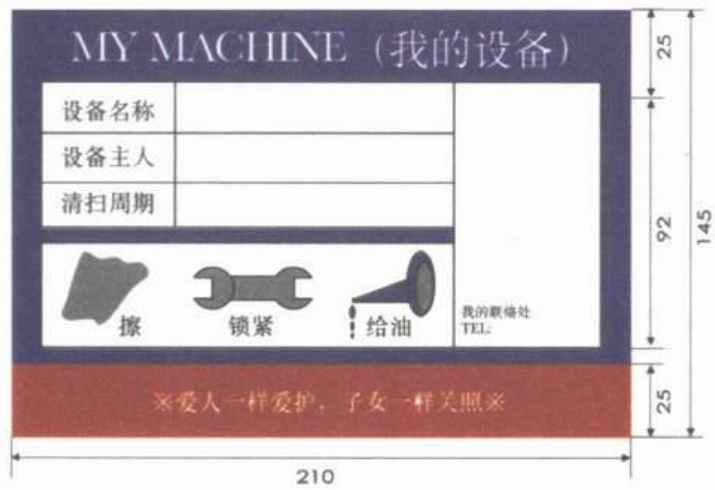 MY MACHINE（我的设备）
设备名称
设备主人
清扫周期
擦 锁紧 给油
我的联络处
TEL:
※爱人一样爱护，子女一样关照※
25
92
145
25
210